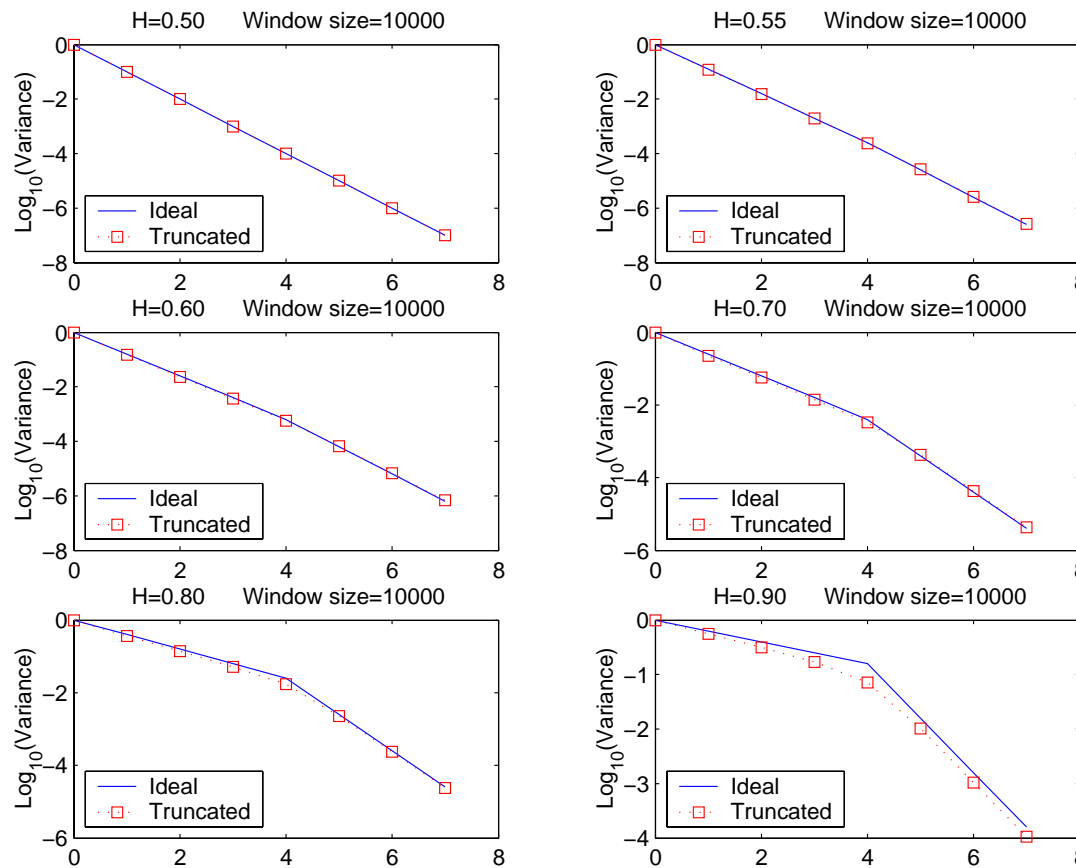 H=0.50 Window size=10000
0
−2
−4
−6
−8
Log10(Variance)
Ideal
Truncated
0 2 4 6 8
H=0.55 Window size=10000
0
−2
−4
−6
−8
Log10(Variance)
Ideal
Truncated
0 2 4 6 8
H=0.60 Window size=10000
0
−2
−4
−6
−8
Log10(Variance)
Ideal
Truncated
0 2 4 6 8
H=0.70 Window size=10000
0
−2
−4
−6
Log10(Variance)
Ideal
Truncated
0 2 4 6 8
H=0.80 Window size=10000
0
−2
−4
−6
Log10(Variance)
Ideal
Truncated
0 2 4 6 8
H=0.90 Window size=10000
0
−1
−2
−3
−4
Log10(Variance)
Ideal
Truncated
0 2 4 6 8